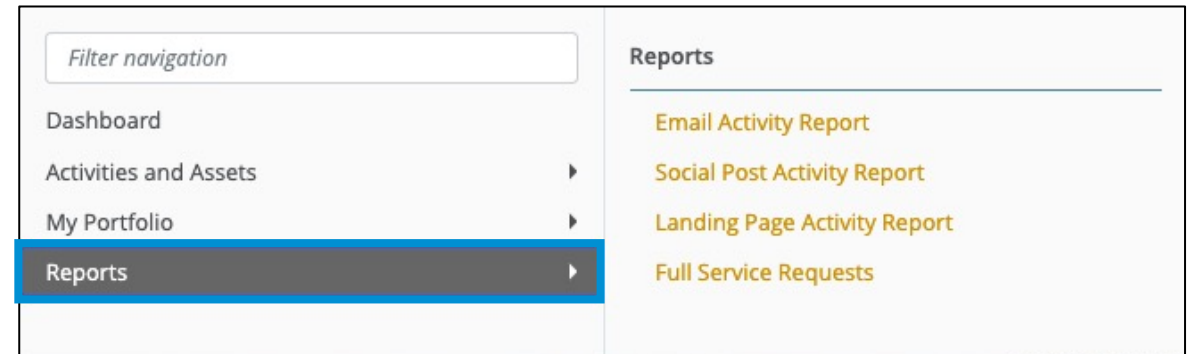 Filter navigation
Dashboard
Activities and Assets
My Portfolio
Reports
Reports
Email Activity Report
Social Post Activity Report
Landing Page Activity Report
Full Service Requests